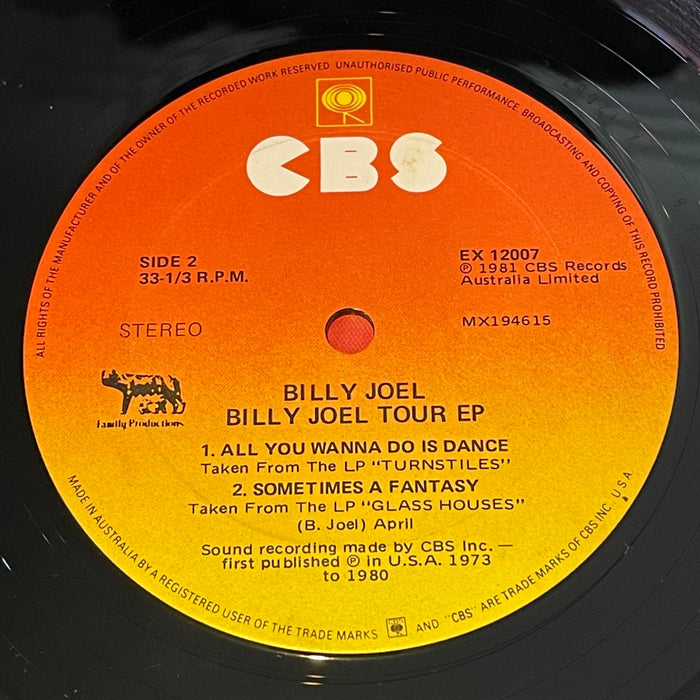 ALL RIGHTS OF THE MANUFACTURER AND OF THE OWNER OF THE RECORDED WORK RESERVED. UNAUTHORISED PUBLIC PERFORMANCE, BROADCASTING AND COPYING OF THIS RECORD PROHIBITED
CBS
SIDE 2
33-1/3 R.P.M.
STEREO
EX 12007
℗ 1981 CBS Records
Australia Limited
MX194615
Family Productions
BILLY JOEL
BILLY JOEL TOUR EP
1. ALL YOU WANNA DO IS DANCE
Taken From The LP "TURNSTILES"
2. SOMETIMES A FANTASY
Taken From The LP "GLASS HOUSES"
(B. Joel) April
Sound recording made by CBS Inc. —
first published ℗ in U.S.A. 1973
to 1980
MADE IN AUSTRALIA BY A REGISTERED USER OF THE TRADE MARKS AND "CBS" ARE TRADE MARKS OF CBS INC. U.S.A.